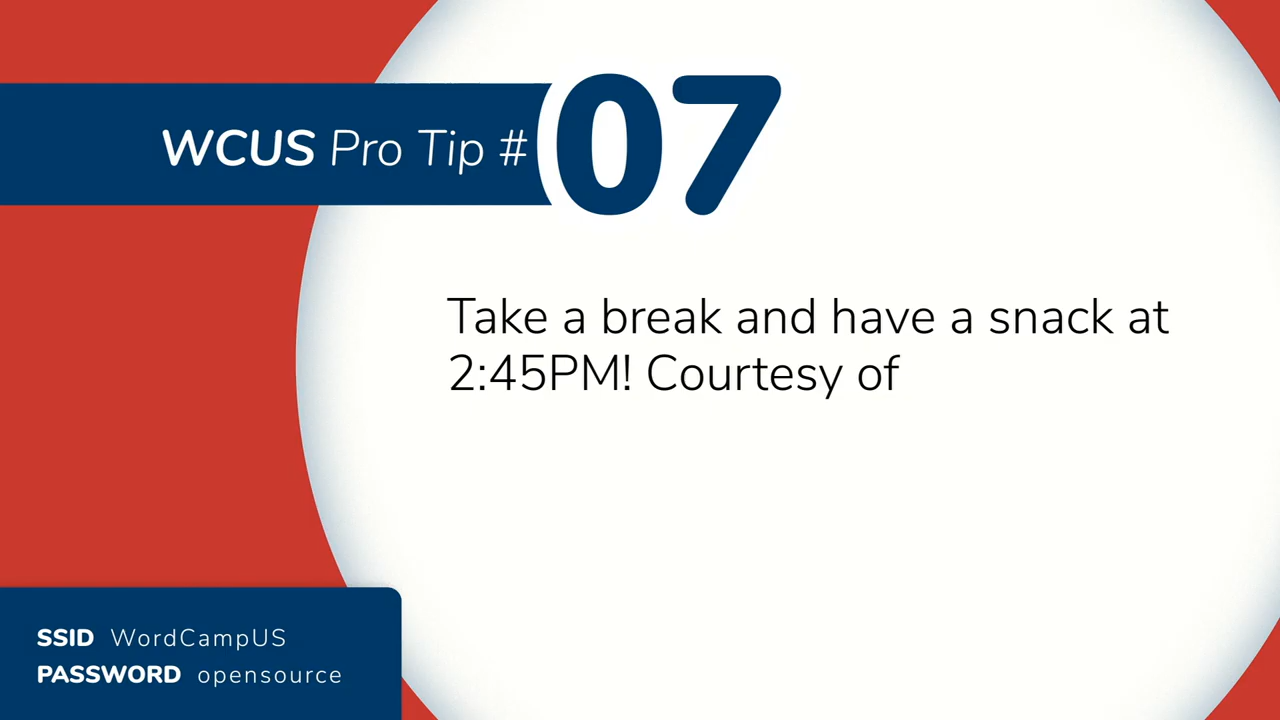 WCUS Pro Tip # 07
Take a break and have a snack at
2:45PM! Courtesy of
SSID WordCampUS
PASSWORD opensource